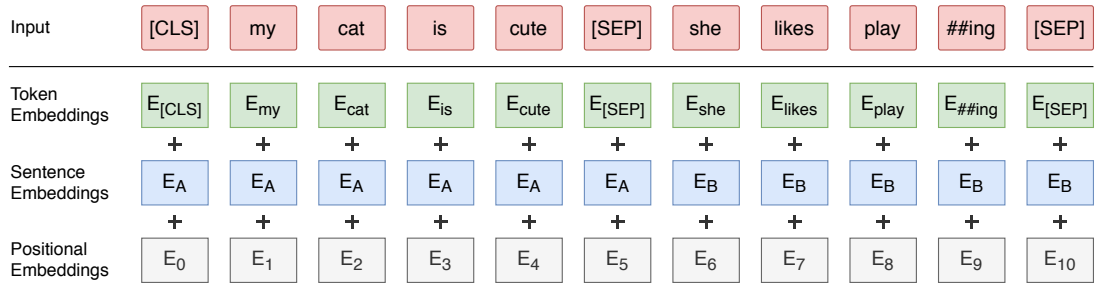 Input [CLS] my cat is cute [SEP] she likes play ##ing [SEP]
Token Embeddings E[CLS] Emy Ecat Eis Ecute E[SEP] Eshe Elikes Eplay E##ing E[SEP]
+ + + + + + + + + + +
Sentence Embeddings EA EA EA EA EA EA EB EB EB EB EB
+ + + + + + + + + + +
Positional Embeddings E0 E1 E2 E3 E4 E5 E6 E7 E8 E9 E10